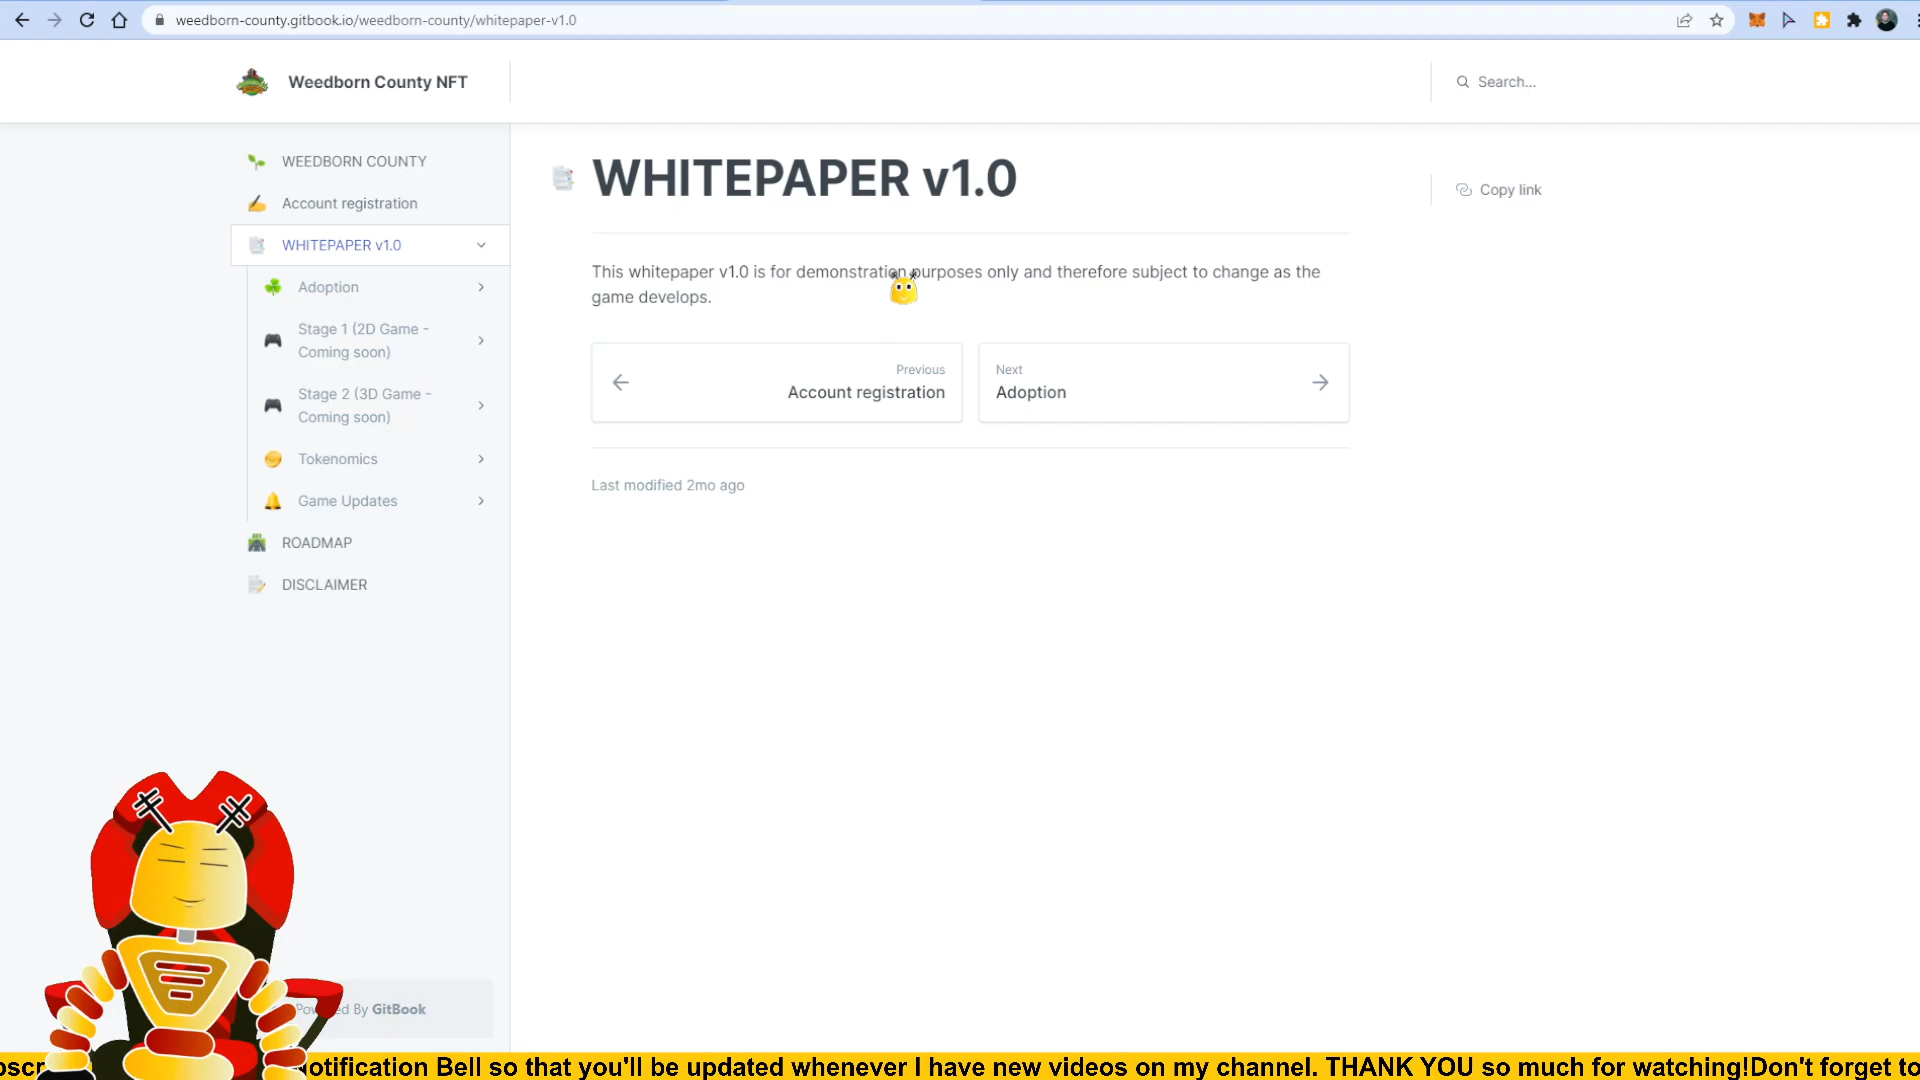 weedborn-county.gitbook.io/weedborn-county/whitepaper-v1.0
Weedborn County NFT
Search...
WEEDBORN COUNTY
Account registration
WHITEPAPER v1.0
Adoption
Stage 1 (2D Game -
Coming soon)
Stage 2 (3D Game -
Coming soon)
Tokenomics
Game Updates
ROADMAP
DISCLAIMER
WHITEPAPER v1.0
Copy link
This whitepaper v1.0 is for demonstration purposes only and therefore subject to change as the
game develops.
Previous
Account registration
Next
Adoption
Last modified 2mo ago
By GitBook
otification Bell so that you'll be updated whenever I have new videos on my channel. THANK YOU so much for watching!Don't forget to